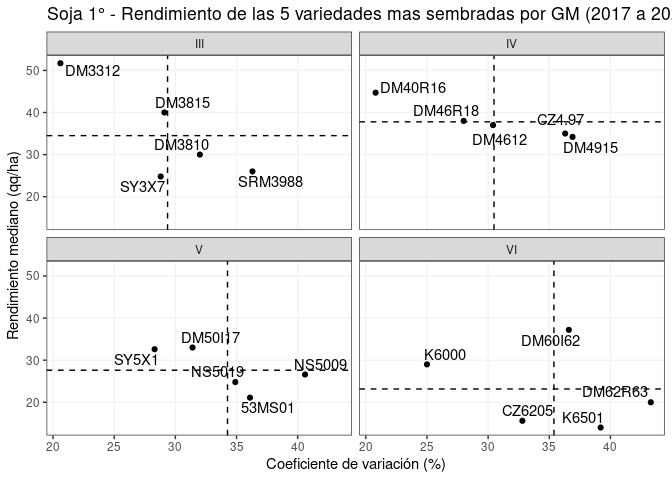 Soja 1° - Rendimiento de las 5 variedades mas sembradas por GM (2017 a 20
III
IV
DM3312
DM3815
DM3810
SY3X7
SRM3988
DM40R16
DM46R18
CZ4.97
DM4612
DM4915
50
40
30
20
V
VI
DM50I17
SY5X1
NS5019
NS5009
53MS01
DM60I62
K6000
DM62R63
CZ6205
K6501
50
40
30
20
20
25
30
35
40
20
25
30
35
40
Coeficiente de variación (%)
Rendimiento mediano (qq/ha)